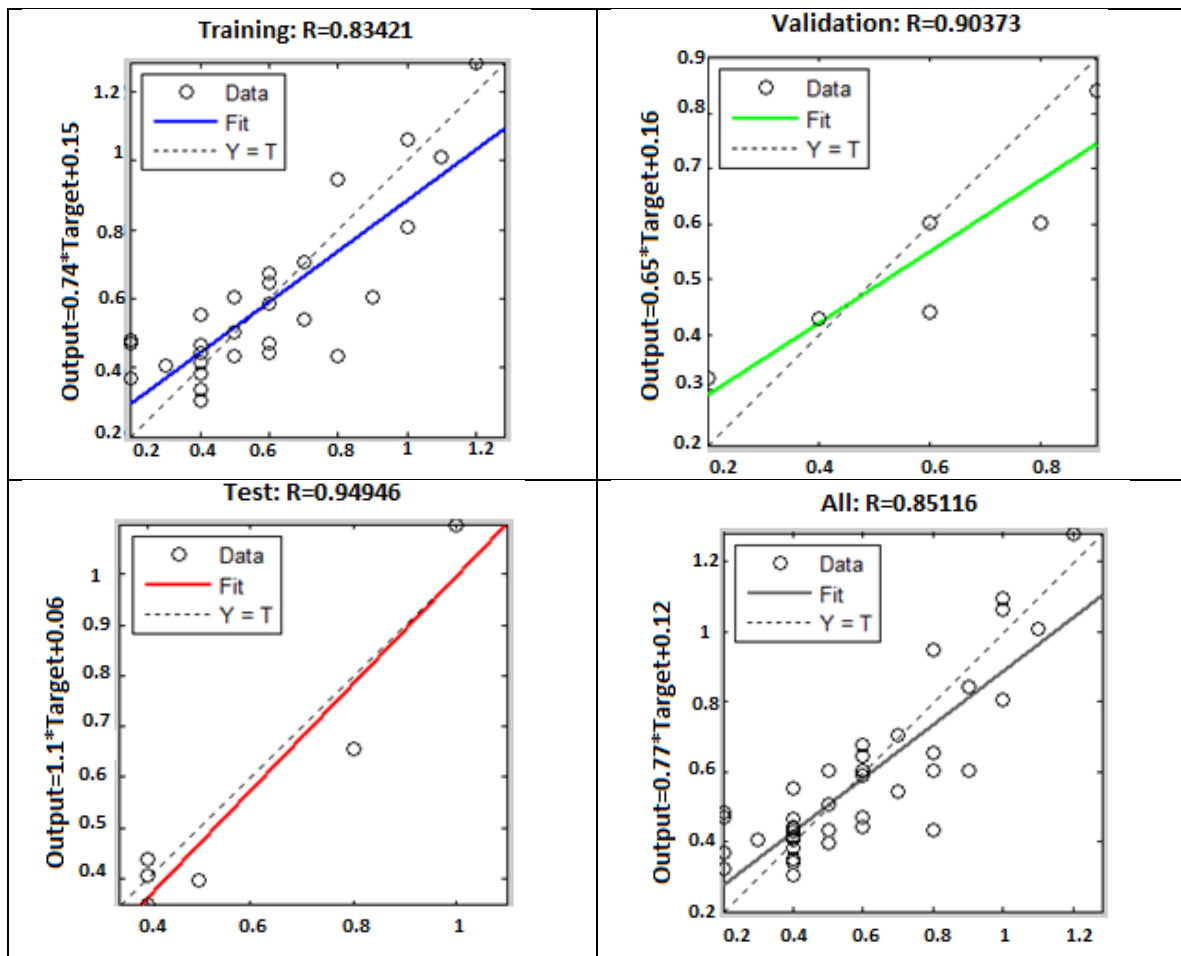 Training: R=0.83421
Output=0.74*Target+0.15
Data
Fit
Y = T
1.2
1
0.8
0.6
0.4
0.2
0.2 0.4 0.6 0.8 1 1.2
Validation: R=0.90373
Output=0.65*Target+0.16
Data
Fit
Y = T
0.9
0.8
0.7
0.6
0.5
0.4
0.3
0.2
0.2 0.4 0.6 0.8
Test: R=0.94946
Output=1.1*Target+0.06
Data
Fit
Y = T
1
0.9
0.8
0.7
0.6
0.5
0.4
0.4 0.6 0.8 1
All: R=0.85116
Output=0.77*Target+0.12
Data
Fit
Y = T
1.2
1
0.8
0.6
0.4
0.2
0.2 0.4 0.6 0.8 1 1.2